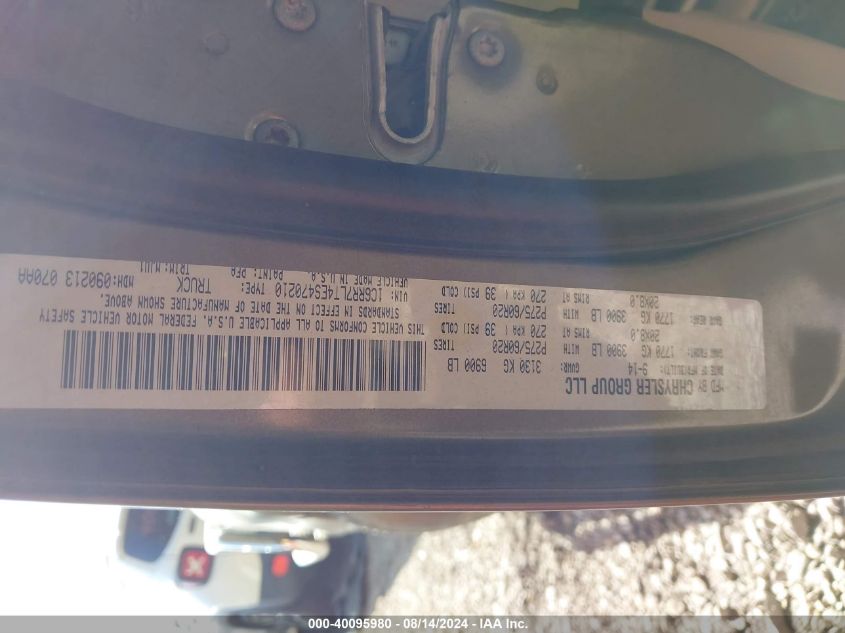 MFD BY CHRYSLER GROUP LLC
DATE OF 9-14 GVWR: 3130 KG 6900 LB
GAWR FRONT: 1770 KG 3900 LB WITH P275/60R20 TIRES
20X8.0 RIMS AT 270 KPA ( 39 PSI) COLD
GAWR REAR: 1770 KG 3900 LB WITH P275/60R20 TIRES
20X8.0 RIMS AT 270 KPA ( 39 PSI) COLD
THIS VEHICLE CONFORMS TO ALL APPLICABLE U.S.A. FEDERAL MOTOR VEHICLE SAFETY
STANDARDS IN EFFECT ON THE DATE OF MANUFACTURE SHOWN ABOVE.
VIN: 1C6RR7LT4ES470210 TYPE: TRUCK MDH:090213 070AA
VEHICLE MADE IN U.S.A. PAINT: PFA TRIM:MJU1
000-40095980 - 08/14/2024 - IAA Inc.